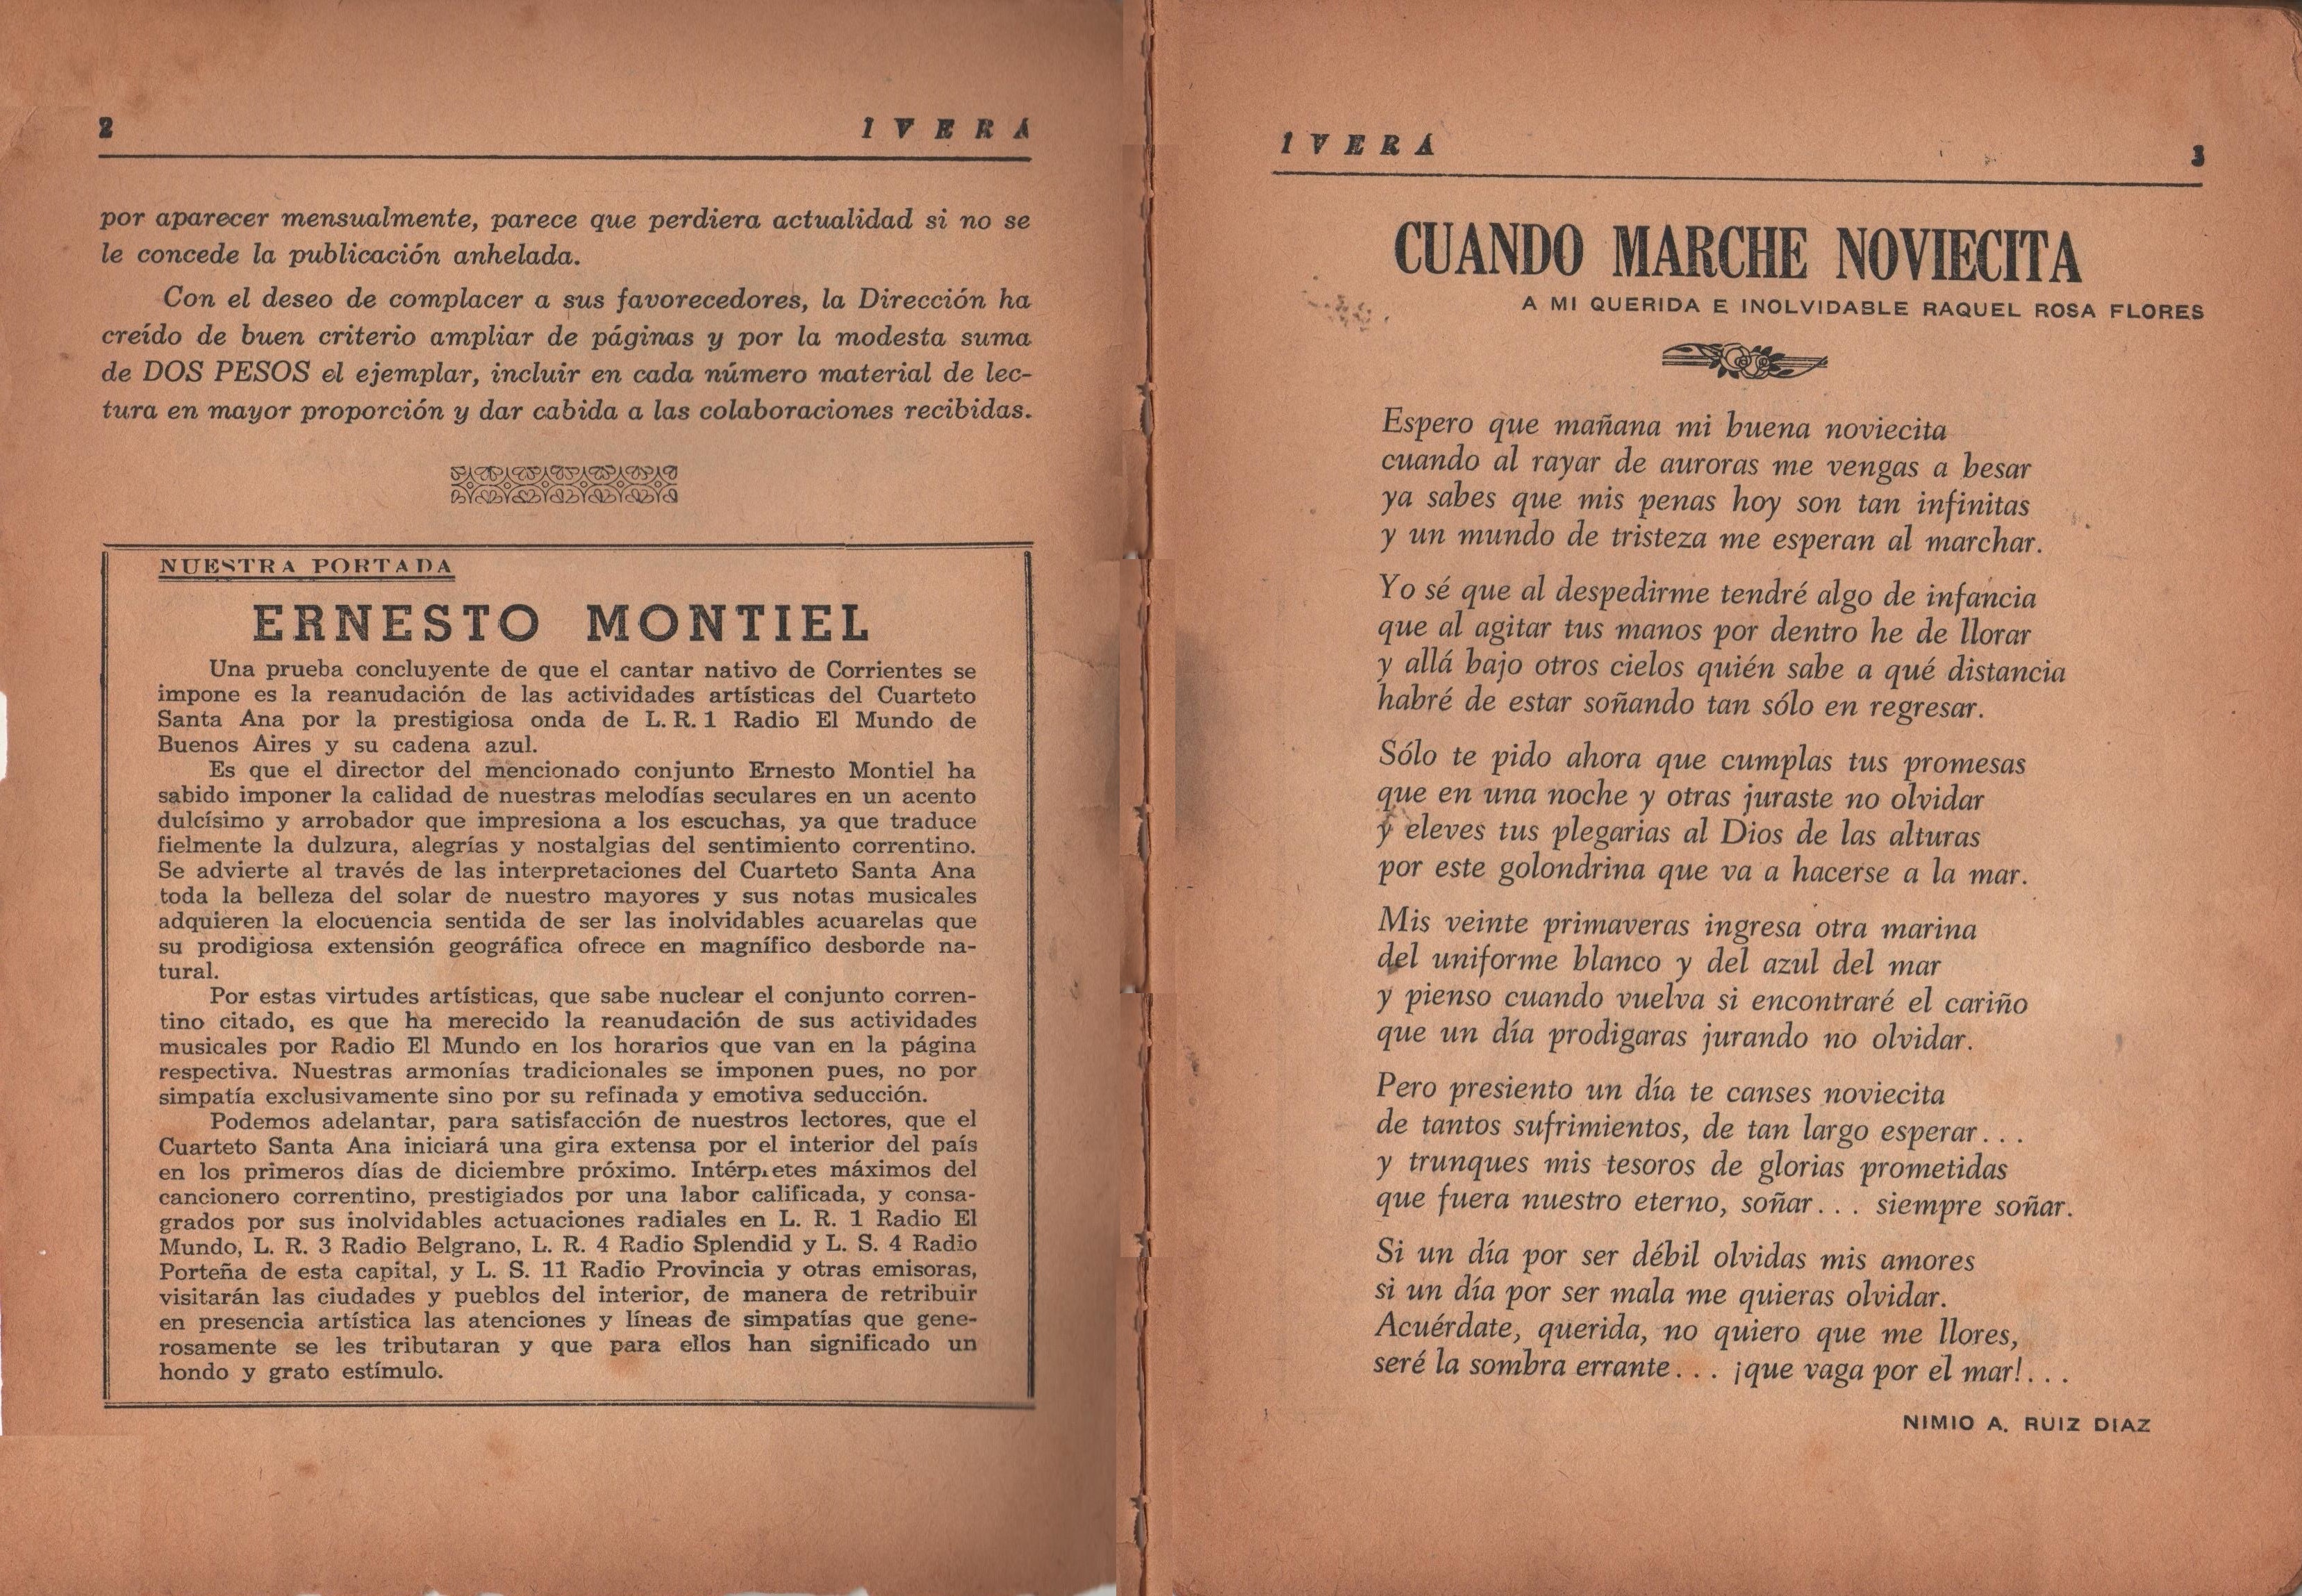 2 IVERÁ
por aparecer mensualmente, parece que perdiera actualidad si no se
le concede la publicación anhelada.
Con el deseo de complacer a sus favorecedores, la Dirección ha
creído de buen criterio ampliar de páginas y por la modesta suma
de DOS PESOS el ejemplar, incluir en cada número material de lec-
tura en mayor proporción y dar cabida a las colaboraciones recibidas.
NUESTRA PORTADA
ERNESTO MONTIEL
Una prueba concluyente de que el cantar nativo de Corrientes se
impone es la reanudación de las actividades artísticas del Cuarteto
Santa Ana por la prestigiosa onda de L. R. 1 Radio El Mundo de
Buenos Aires y su cadena azul.
Es que el director del mencionado conjunto Ernesto Montiel ha
sabido imponer la calidad de nuestras melodías seculares en un acento
dulcísimo y arrobador que impresiona a los escuchas, ya que traduce
fielmente la dulzura, alegrías y nostalgias del sentimiento correntino.
Se advierte al través de las interpretaciones del Cuarteto Santa Ana
toda la belleza del solar de nuestro mayores y sus notas musicales
adquieren la elocuencia sentida de ser las inolvidables acuarelas que
su prodigiosa extensión geográfica ofrece en magnífico desborde na-
tural.
Por estas virtudes artísticas, que sabe nuclear el conjunto corren-
tino citado, es que ha merecido la reanudación de sus actividades
musicales por Radio El Mundo en los horarios que van en la página
respectiva. Nuestras armonías tradicionales se imponen pues, no por
simpatía exclusivamente sino por su refinada y emotiva seducción.
Podemos adelantar, para satisfacción de nuestros lectores, que el
Cuarteto Santa Ana iniciará una gira extensa por el interior del país
en los primeros días de diciembre próximo. Intérpretes máximos del
cancionero correntino, prestigiados por una labor calificada, y consa-
grados por sus inolvidables actuaciones radiales en L. R. 1 Radio El
Mundo, L. R. 3 Radio Belgrano, L. R. 4 Radio Splendid y L. S. 4 Radio
Porteña de esta capital, y L. S. 11 Radio Provincia y otras emisoras,
visitarán las ciudades y pueblos del interior, de manera de retribuir
en presencia artística las atenciones y líneas de simpatías que gene-
rosamente se les tributaran y que para ellos han significado un
hondo y grato estímulo.
IVERÁ 3
CUANDO MARCHE NOVIECITA
A MI QUERIDA E INOLVIDABLE RAQUEL ROSA FLORES
Espero que mañana mi buena noviecita
cuando al rayar de auroras me vengas a besar
ya sabes que mis penas hoy son tan infinitas
y un mundo de tristeza me esperan al marchar.
Yo sé que al despedirme tendré algo de infancia
que al agitar tus manos por dentro he de llorar
y allá bajo otros cielos quién sabe a qué distancia
habré de estar soñando tan sólo en regresar.
Sólo te pido ahora que cumplas tus promesas
que en una noche y otras juraste no olvidar
y eleves tus plegarias al Dios de las alturas
por este golondrina que va a hacerse a la mar.
Mis veinte primaveras ingresa otra marina
del uniforme blanco y del azul del mar
y pienso cuando vuelva si encontraré el cariño
que un día prodigaras jurando no olvidar.
Pero presiento un día te canses noviecita
de tantos sufrimientos, de tan largo esperar...
y trunques mis tesoros de glorias prometidas
que fuera nuestro eterno, soñar... siempre soñar.
Si un día por ser débil olvidas mis amores
si un día por ser mala me quieras olvidar.
Acuérdate, querida, no quiero que me llores,
seré la sombra errante... ¡que vaga por el mar!...
NIMIO A. RUIZ DIAZ